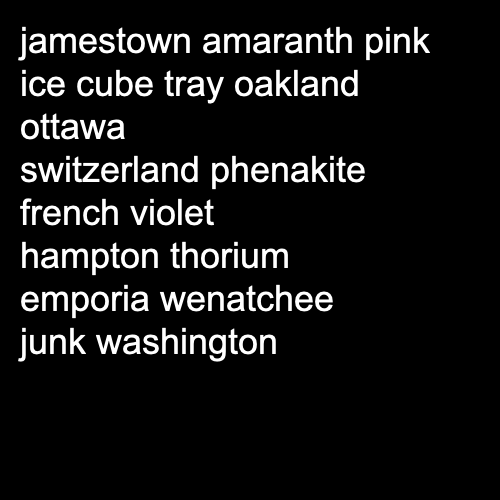 jamestown amaranth pink
ice cube tray oakland
ottawa
switzerland phenakite
french violet
hampton thorium
emporia wenatchee
junk washington